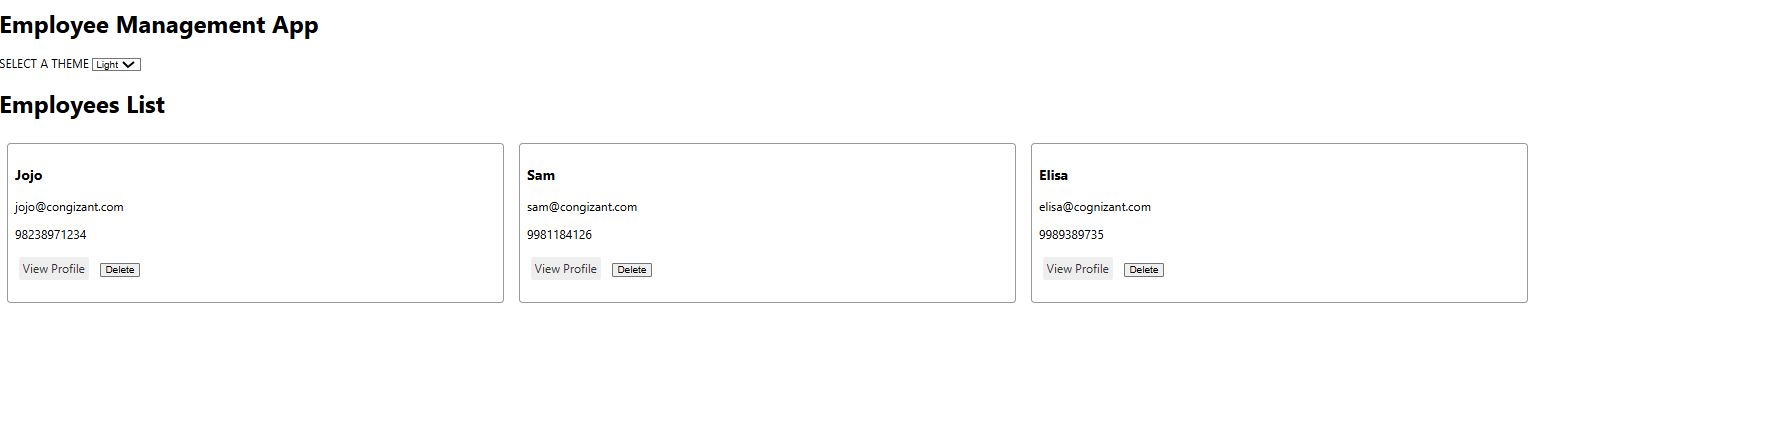 Employee Management App
SELECT A THEME Light
Employees List
Jojo
jojo@congizant.com
98238971234
View Profile Delete
Sam
sam@congizant.com
9981184126
View Profile Delete
Elisa
elisa@cognizant.com
9989389735
View Profile Delete